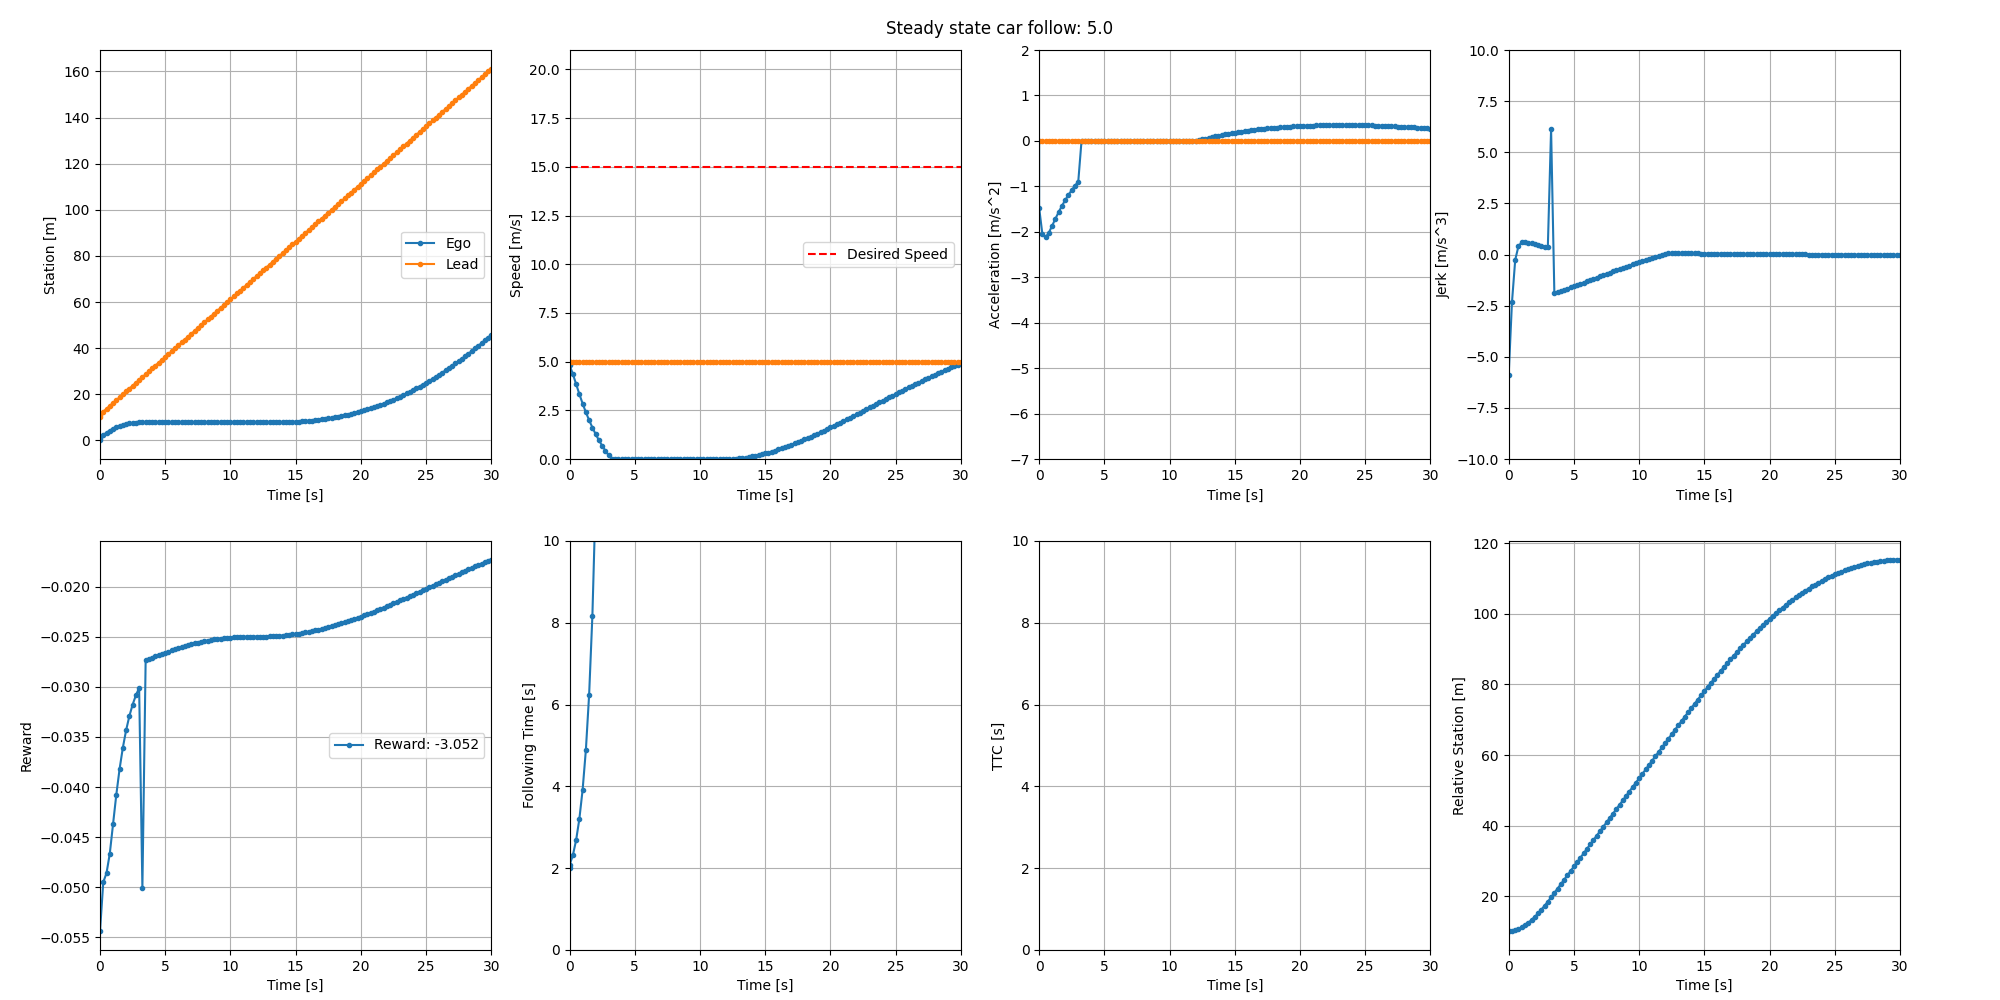 Steady state car follow: 5.0
160
140
120
100
80
60
40
20
0
Station [m]
Ego
Lead
0 5 10 15 20 25 30
Time [s]
20.0
17.5
15.0
12.5
10.0
7.5
5.0
2.5
0.0
Speed [m/s]
Desired Speed
0 5 10 15 20 25 30
Time [s]
2
1
0
−1
−2
−3
−4
−5
−6
−7
Acceleration [m/s^2]
0 5 10 15 20 25 30
Time [s]
10.0
7.5
5.0
2.5
0.0
−2.5
−5.0
−7.5
−10.0
Jerk [m/s^3]
0 5 10 15 20 25 30
Time [s]
−0.020
−0.025
−0.030
−0.035
−0.040
−0.045
−0.050
−0.055
Reward
Reward: -3.052
0 5 10 15 20 25 30
Time [s]
10
8
6
4
2
0
Following Time [s]
0 5 10 15 20 25 30
Time [s]
10
8
6
4
2
0
TTC [s]
0 5 10 15 20 25 30
Time [s]
120
100
80
60
40
20
Relative Station [m]
0 5 10 15 20 25 30
Time [s]